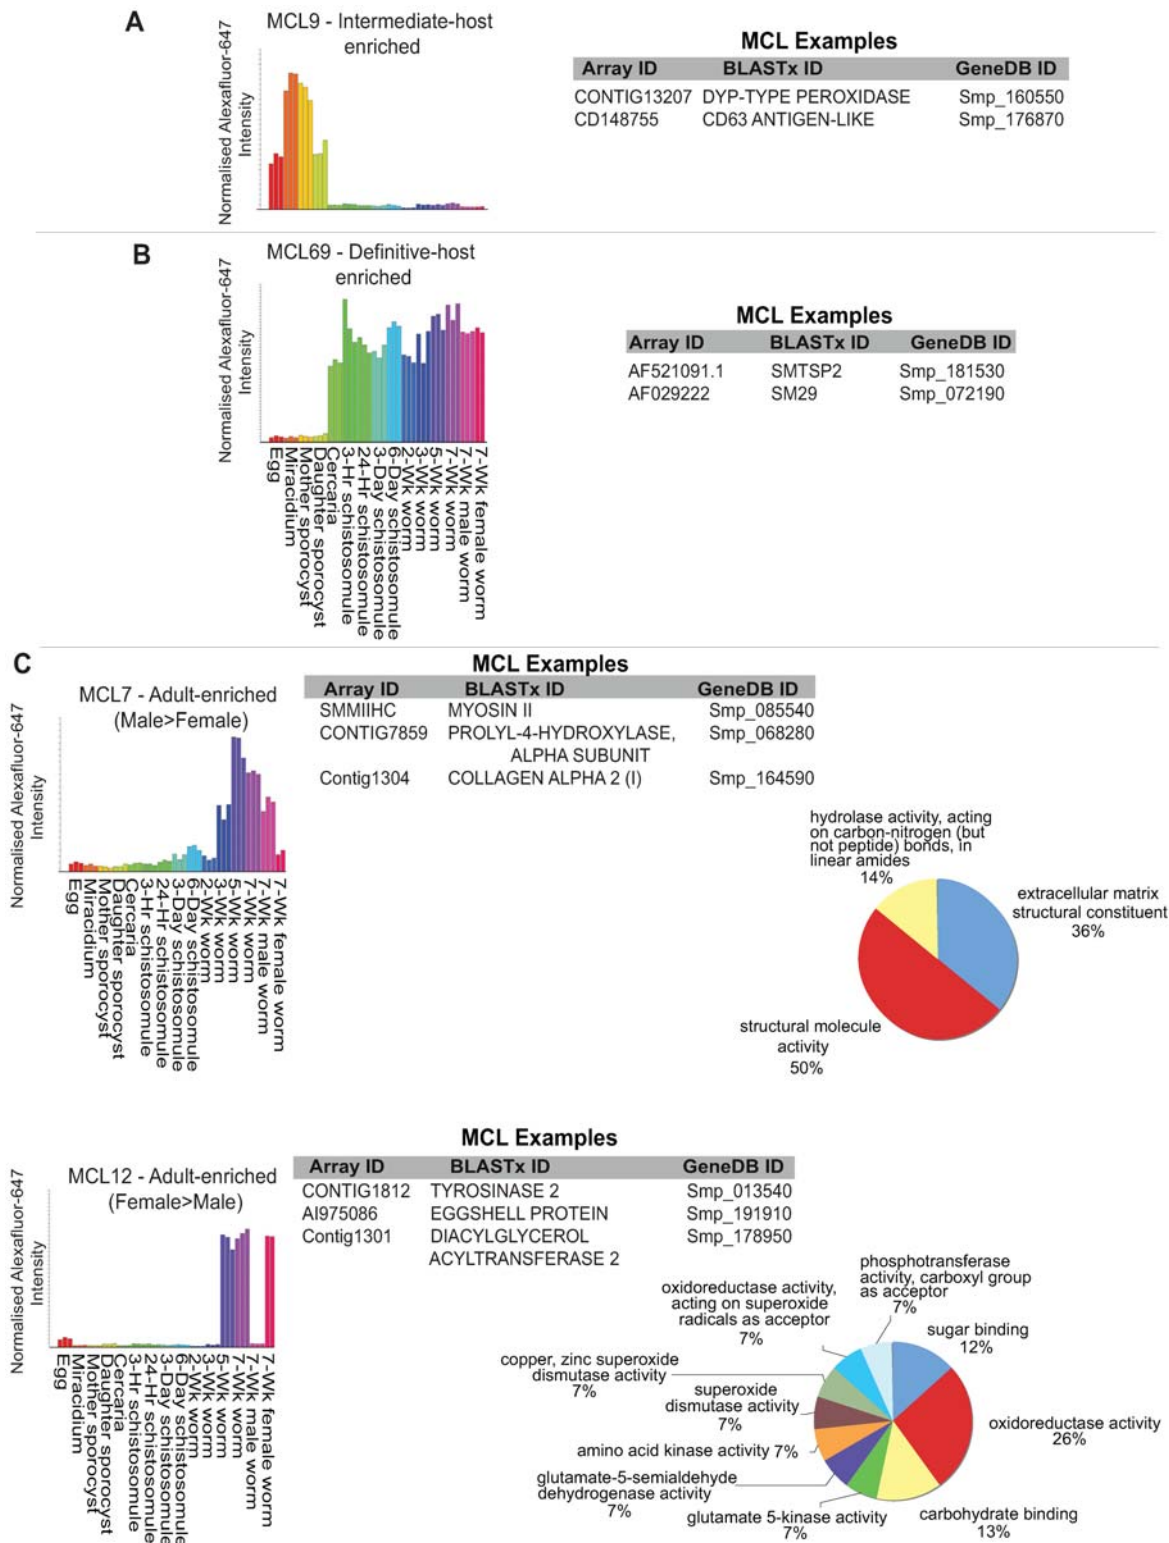 A
MCL9 - Intermediate-host
enriched
Normalised Alexafluor-647
Intensity
MCL Examples
Array ID BLASTx ID GeneDB ID
CONTIG13207 DYP-TYPE PEROXIDASE Smp_160550
CD148755 CD63 ANTIGEN-LIKE Smp_176870
B
MCL69 - Definitive-host
enriched
Normalised Alexafluor-647
Intensity
Egg
Miracidium
Mother sporocyst
Daughter sporocyst
Cercaria
3-Hr schistosomule
24-Hr schistosomule
3-Day schistosomule
6-Day schistosomule
2-Wk worm
3-Wk worm
5-Wk worm
7-Wk worm
7-Wk male worm
7-Wk female worm
MCL Examples
Array ID BLASTx ID GeneDB ID
AF521091.1 SMTSP2 Smp_181530
AF029222 SM29 Smp_072190
C
MCL7 - Adult-enriched
(Male>Female)
Normalised Alexafluor-647
Intensity
Egg
Miracidium
Mother sporocyst
Daughter sporocyst
Cercaria
3-Hr schistosomule
24-Hr schistosomule
3-Day schistosomule
6-Day schistosomule
2-Wk worm
3-Wk worm
5-Wk worm
7-Wk worm
7-Wk male worm
7-Wk female worm
MCL Examples
Array ID BLASTx ID GeneDB ID
SMMIIHC MYOSIN II Smp_085540
CONTIG7859 PROLYL-4-HYDROXYLASE, Smp_068280
ALPHA SUBUNIT
Contig1304 COLLAGEN ALPHA 2 (I) Smp_164590
hydrolase activity, acting
on carbon-nitrogen (but
not peptide) bonds, in
linear amides
14%
extracellular matrix
structural constituent
36%
structural molecule
activity
50%
MCL12 - Adult-enriched
(Female>Male)
Normalised Alexafluor-647
Intensity
Egg
Miracidium
Mother sporocyst
Daughter sporocyst
Cercaria
3-Hr schistosomule
24-Hr schistosomule
3-Day schistosomule
6-Day schistosomule
2-Wk worm
3-Wk worm
5-Wk worm
7-Wk worm
7-Wk male worm
7-Wk female worm
MCL Examples
Array ID BLASTx ID GeneDB ID
CONTIG1812 TYROSINASE 2 Smp_013540
AI975086 EGGSHELL PROTEIN Smp_191910
Contig1301 DIACYLGLYCEROL Smp_178950
ACYLTRANSFERASE 2
phosphotransferase
activity, carboxyl group
as acceptor
7%
oxidoreductase activity,
acting on superoxide
radicals as acceptor
7%
sugar binding
12%
copper, zinc superoxide
dismutase activity
7%
superoxide
dismutase activity
7%
oxidoreductase activity
26%
amino acid kinase activity 7%
glutamate-5-semialdehyde
dehydrogenase activity
7%
glutamate 5-kinase activity
7%
carbohydrate binding
13%